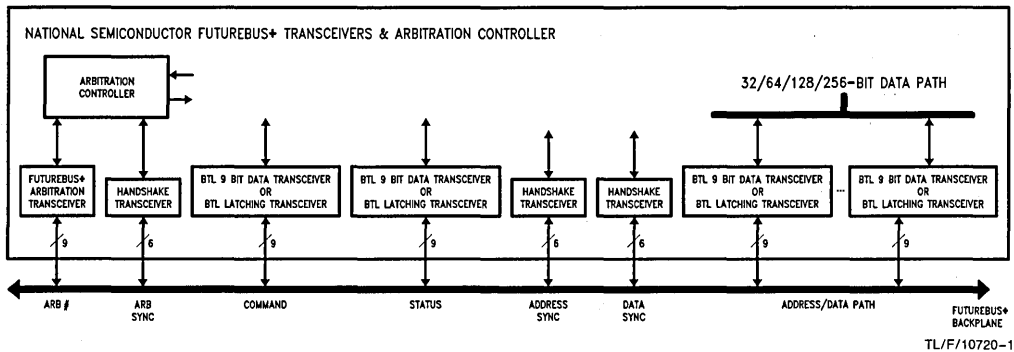 NATIONAL SEMICONDUCTOR FUTUREBUS+ TRANSCEIVERS & ARBITRATION CONTROLLER
ARBITRATION
CONTROLLER
32/64/128/256-BIT DATA PATH
FUTUREBUS+
ARBITRATION
TRANSCEIVER
HANDSHAKE
TRANSCEIVER
BTL 9 BIT DATA TRANSCEIVER
OR
BTL LATCHING TRANSCEIVER
BTL 9 BIT DATA TRANSCEIVER
OR
BTL LATCHING TRANSCEIVER
HANDSHAKE
TRANSCEIVER
HANDSHAKE
TRANSCEIVER
BTL 9 BIT DATA TRANSCEIVER
OR
BTL LATCHING TRANSCEIVER
...
BTL 9 BIT DATA TRANSCEIVER
OR
BTL LATCHING TRANSCEIVER
9
6
9
9
6
6
9
9
ARB #
ARB
SYNC
COMMAND
STATUS
ADDRESS
SYNC
DATA
SYNC
ADDRESS/DATA PATH
FUTUREBUS+
BACKPLANE
TL/F/10720-1